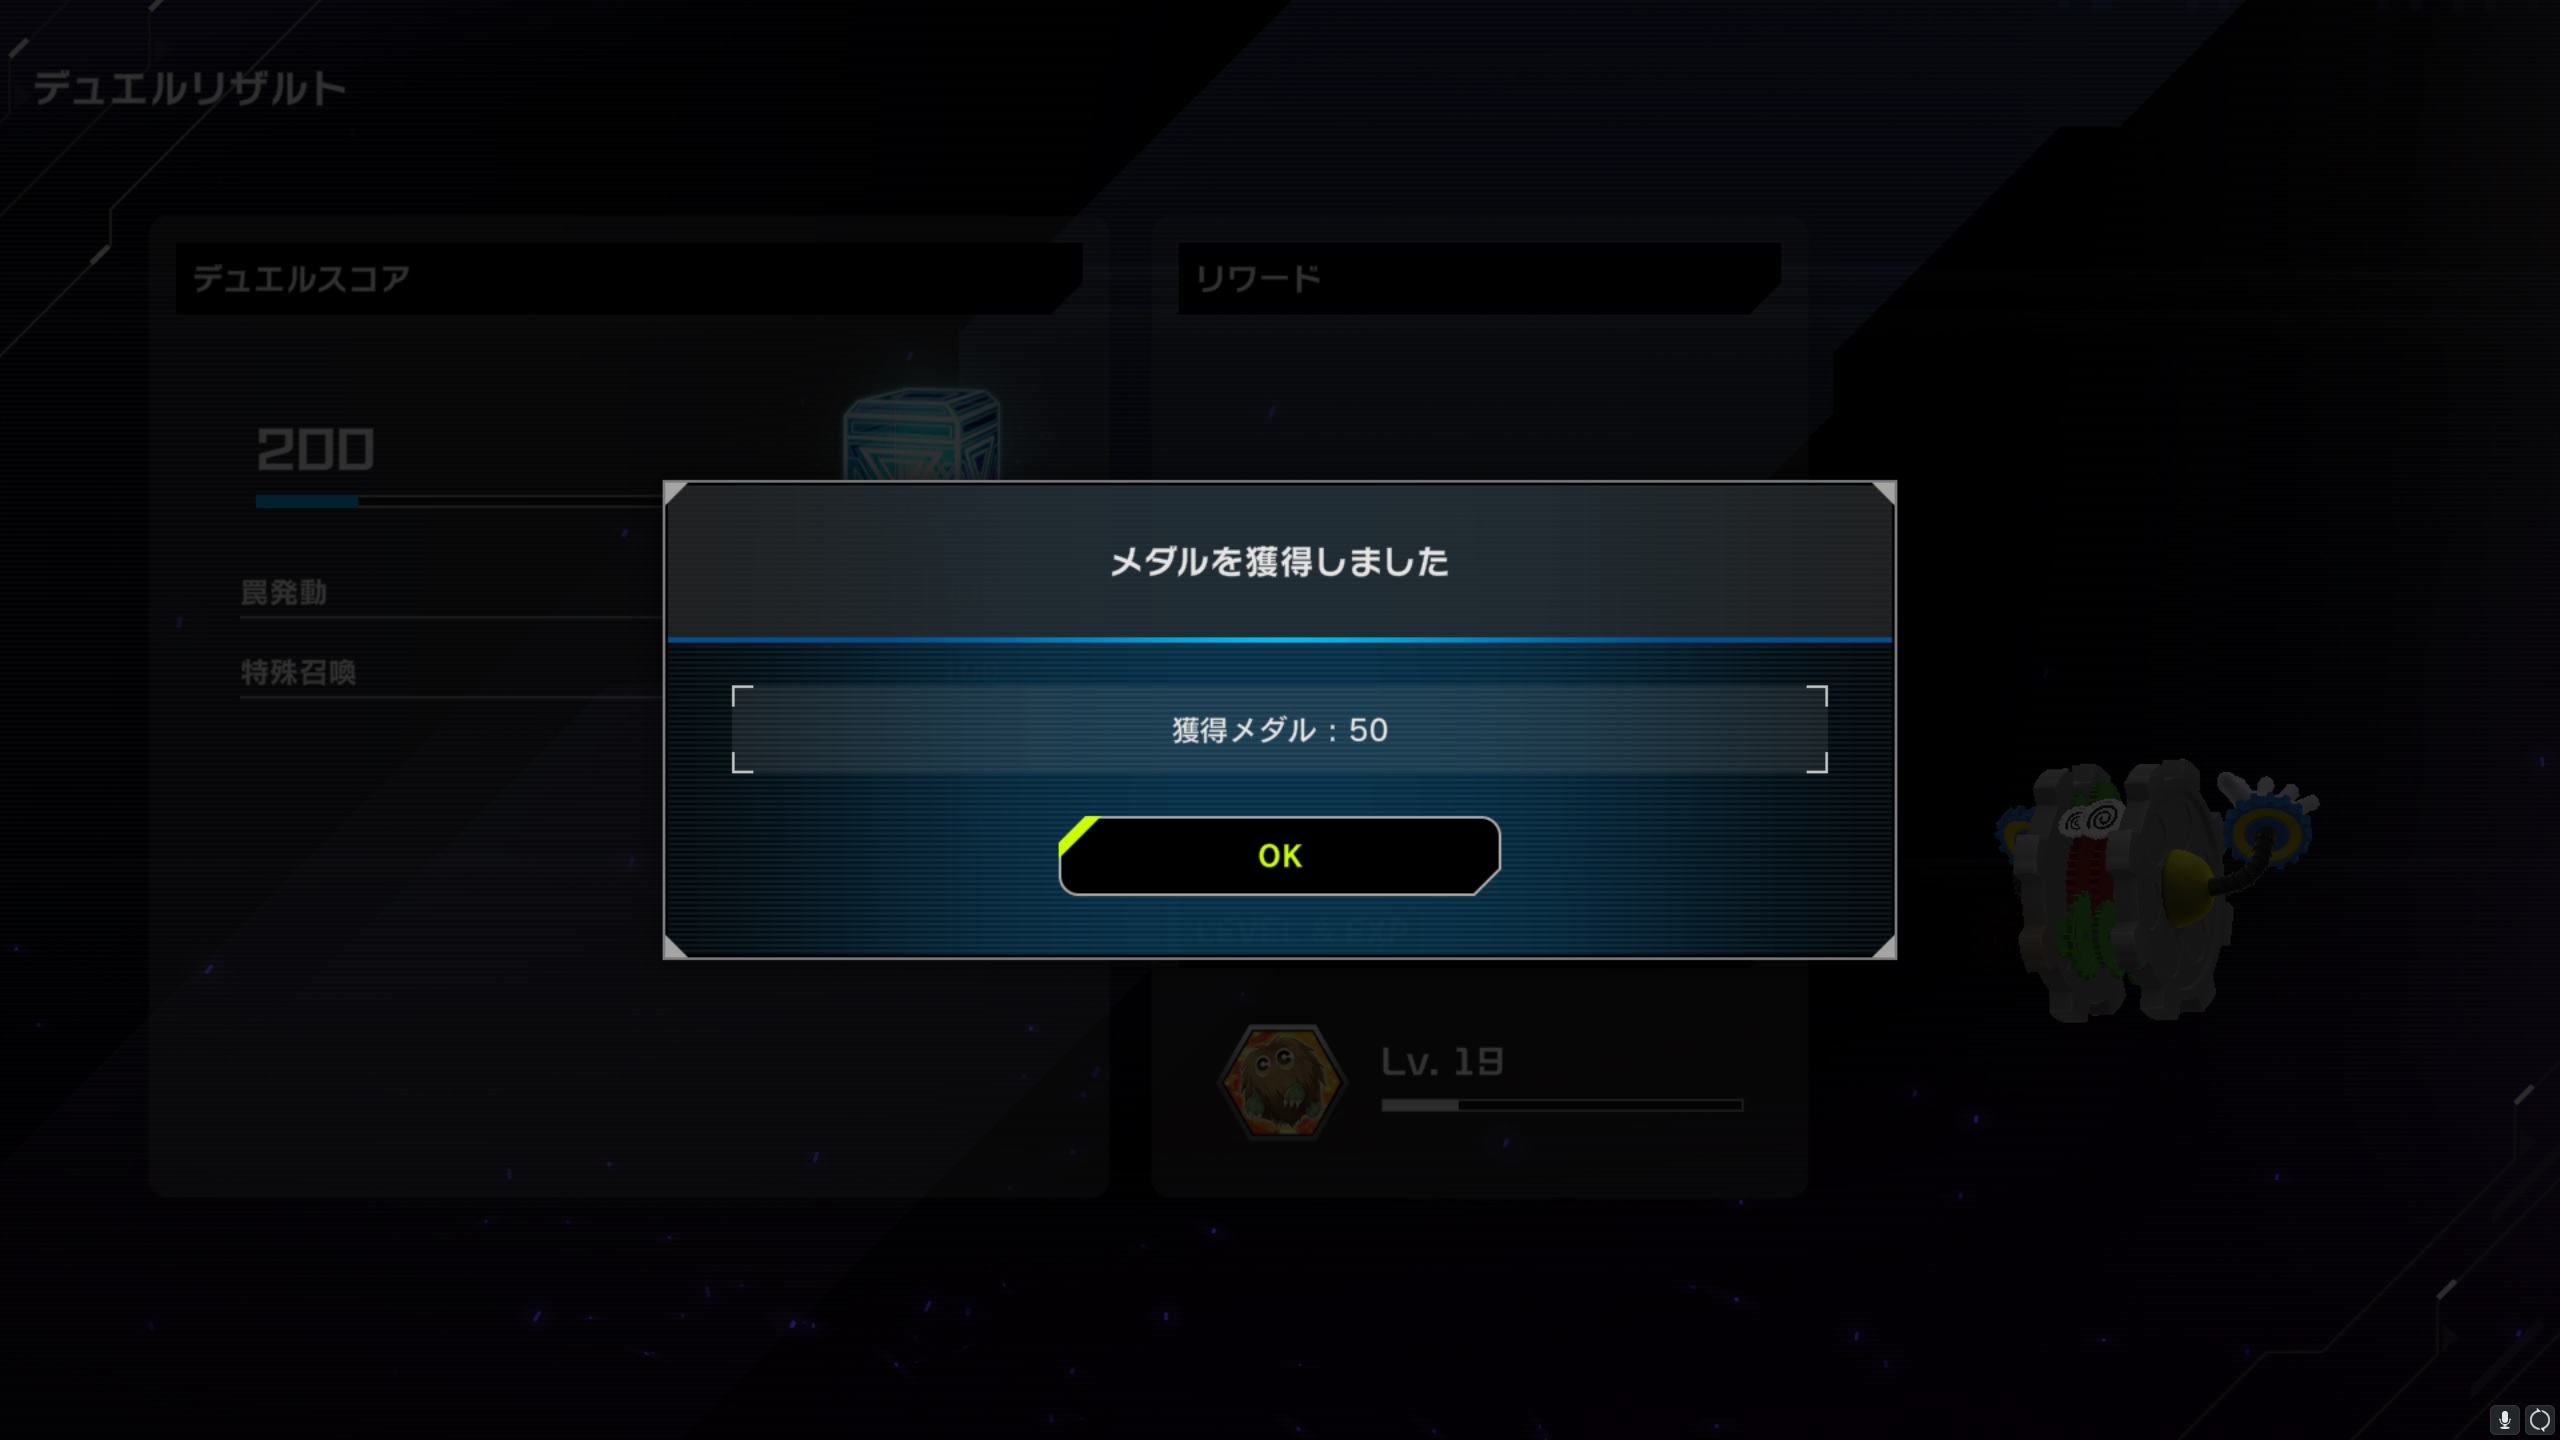 デュエルリザルト
デュエルスコア
リワード
200
罠発動
特殊召喚
メダルを獲得しました
獲得メダル : 50
OK
LEVEL & EXP
Lv. 19